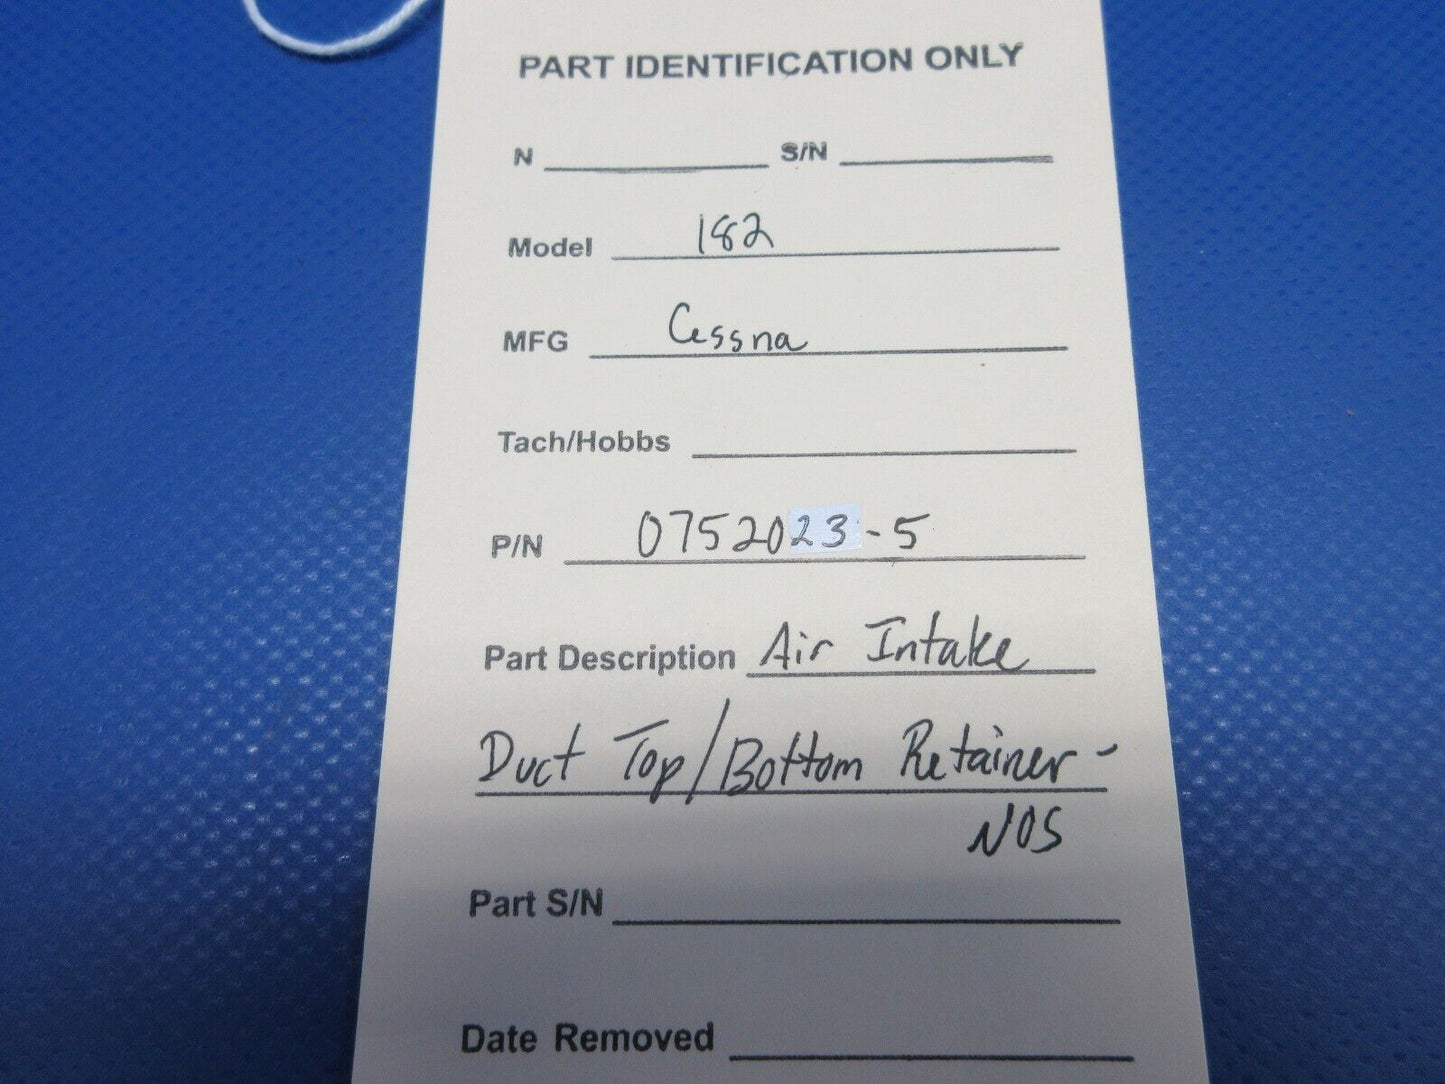 PART IDENTIFICATION ONLY
N S/N
Model 182
MFG Cessna
Tach/Hobbs
P/N 0752023-5
Part Description Air Intake
Duct Top/Bottom Retainer -
NOS
Part S/N
Date Removed